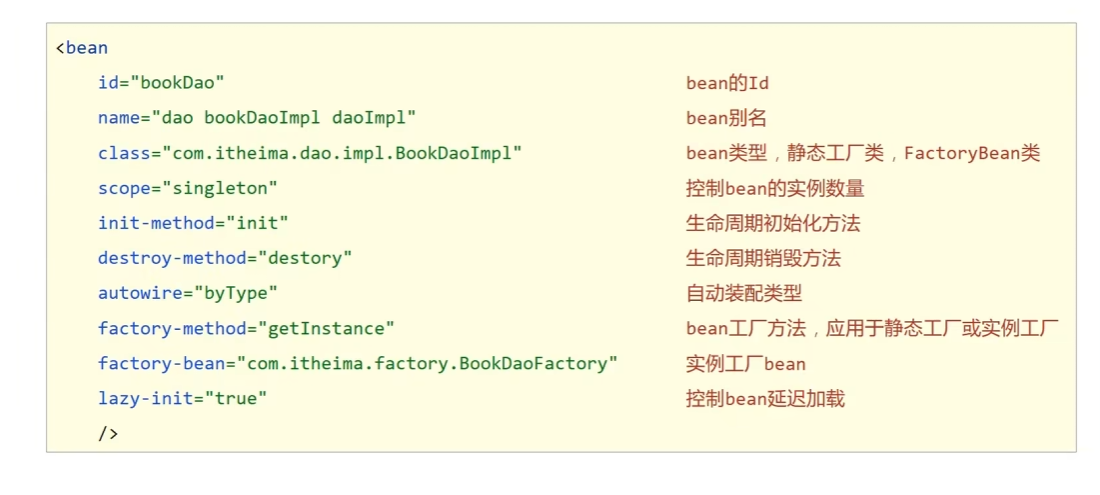 <bean
id="bookDao" bean的Id
name="dao bookDaoImpl daoImpl" bean别名
class="com.itheima.dao.impl.BookDaoImpl" bean类型，静态工厂类，FactoryBean类
scope="singleton" 控制bean的实例数量
init-method="init" 生命周期初始化方法
destroy-method="destory" 生命周期销毁方法
autowire="byType" 自动装配类型
factory-method="getInstance" bean工厂方法，应用于静态工厂或实例工厂
factory-bean="com.itheima.factory.BookDaoFactory" 实例工厂bean
lazy-init="true" 控制bean延迟加载
/>